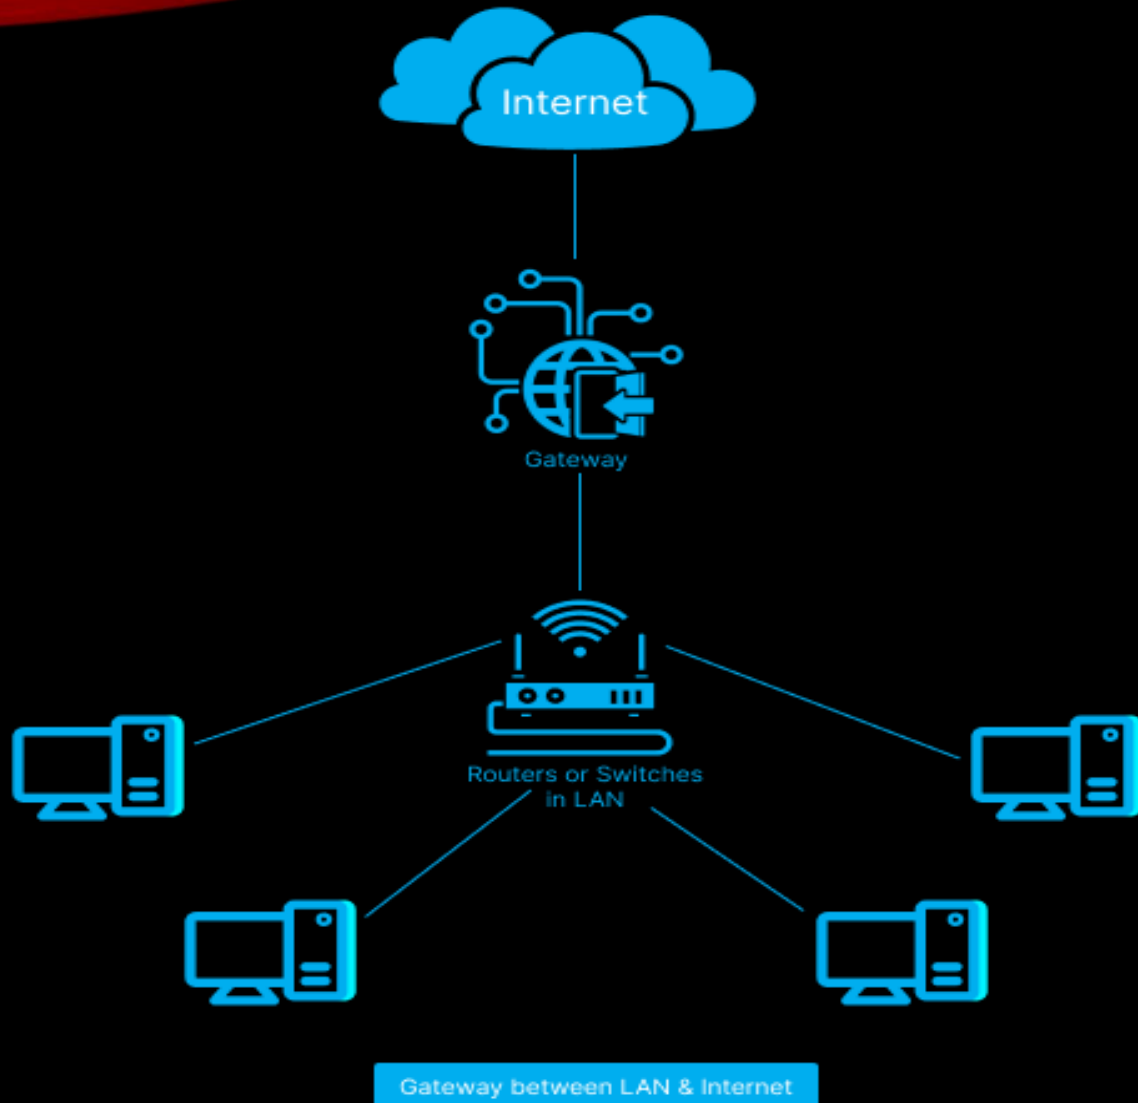 Internet
Gateway
Routers or Switches
in LAN
Gateway between LAN & Internet